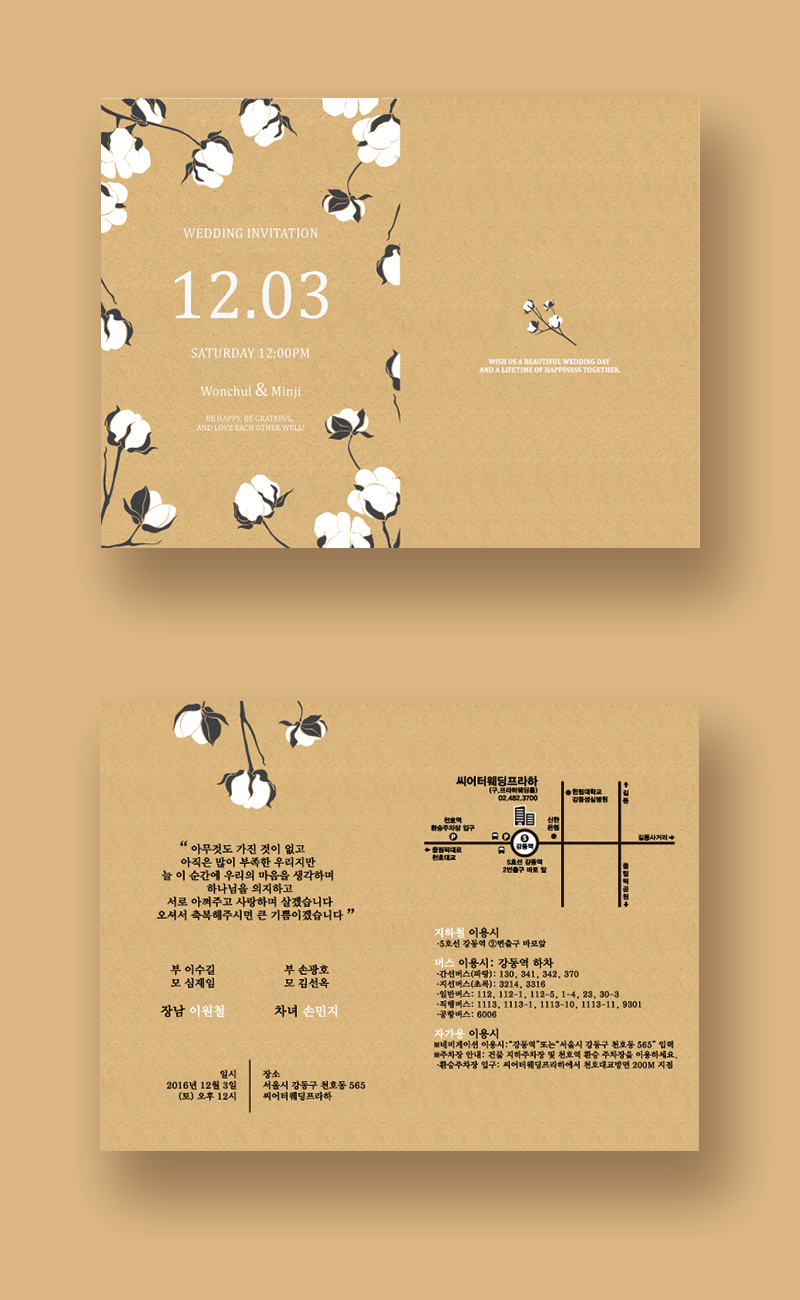 WEDDING INVITATION
12.03
SATURDAY 12:00PM
Wonchul & Minji
BE HAPPY, BE GRATEFUL,
AND LOVE EACH OTHER WELL!
WISH US A BEAUTIFUL WEDDING DAY
AND A LIFETIME OF HAPPINESS TOGETHER.
“ 아무것도 가진 것이 없고
아직은 많이 부족한 우리지만
늘 이 순간에 우리의 마음을 생각하며
하나님을 의지하고
서로 아껴주고 사랑하며 살겠습니다
오셔서 축복해주시면 큰 기쁨이겠습니다 ”
부 이수길
모 심재임
장남 이원철
부 손광호
모 김선옥
차녀 손민지
일시
2016년 12월 3일
(토) 오후 12시
장소
서울시 강동구 천호동 565
씨어터웨딩프라하
씨어터웨딩프라하
(구.프라하웨딩홀)
02.482.3700
한림대학교
강동성심병원
길동
천호역
환승주차장 입구
P
P
신한
은행
5
강동역
길동사거리
올림픽대로
천호대교
5호선 강동역
2번출구 바로 앞
올림픽공원
지하철 이용시
·5호선 강동역 ②번출구 바로앞
버스 이용시: 강동역 하차
·간선버스(파랑): 130, 341, 342, 370
·지선버스(초록): 3214, 3316
·일반버스: 112, 112-1, 112-5, 1-4, 23, 30-3
·직행버스: 1113, 1113-1, 1113-10, 1113-11, 9301
·공항버스: 6006
자가용 이용시
※네비게이션 이용시:“강동역”또는“서울시 강동구 천호동 565” 입력
※주차장 안내: 건물 지하주차장 및 천호역 환승 주차장을 이용하세요.
·환승주차장 입구: 씨어터웨딩프라하에서 천호대교방면 200M 지점